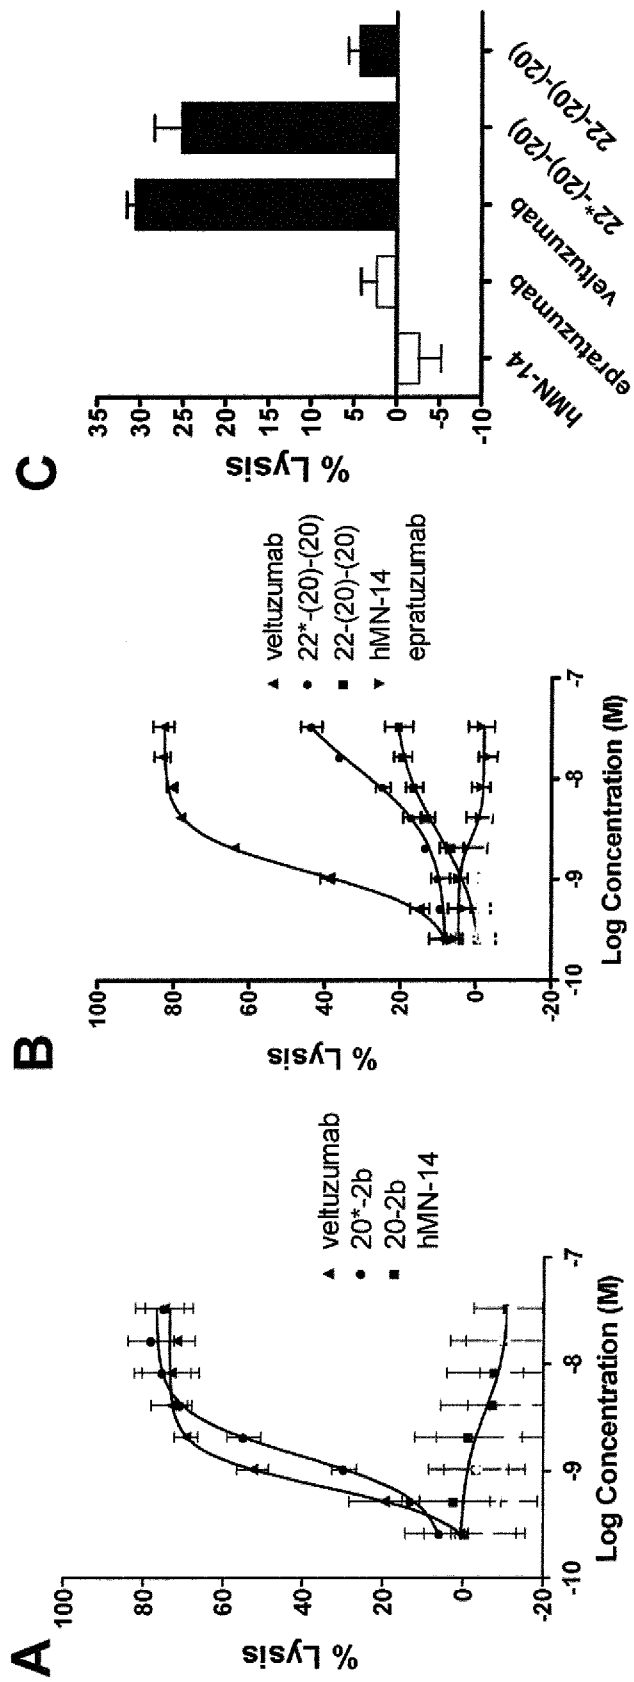 A
% Lysis
100
80
60
40
20
0
-20
-10
-9
-8
-7
Log Concentration (M)
veltuzumab
20*-2b
20-2b
hMN-14
B
% Lysis
100
80
60
40
20
0
-20
-10
-9
-8
-7
Log Concentration (M)
veltuzumab
22*-(20)-(20)
22-(20)-(20)
hMN-14
epratuzumab
C
% Lysis
35
30
25
20
15
10
5
0
-5
-10
hMN-14
epratuzumab
veltuzumab
22*-(20)-(20)
22-(20)-(20)